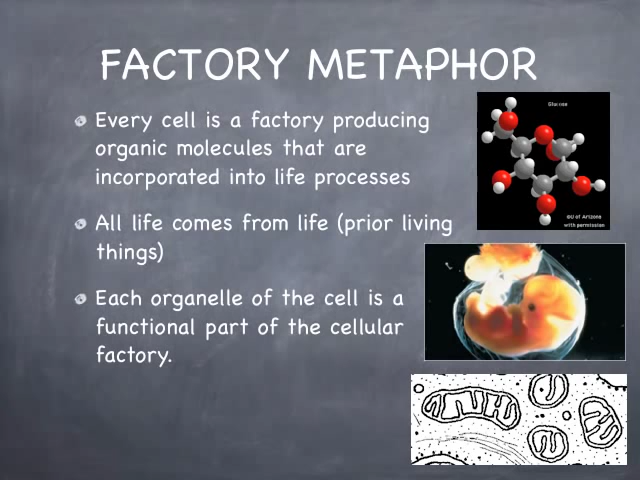 FACTORY METAPHOR
Every cell is a factory producing
organic molecules that are
incorporated into life processes
All life comes from life (prior living
things)
Each organelle of the cell is a
functional part of the cellular
factory.
Glucose
©U of Arizona
with permission